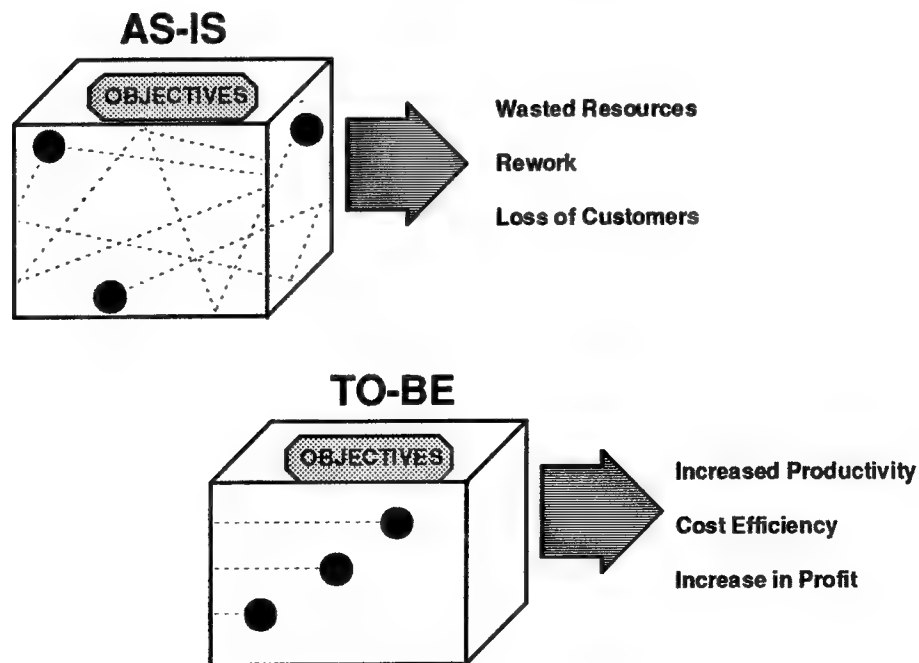 AS-IS
OBJECTIVES
Wasted Resources
Rework
Loss of Customers
TO-BE
OBJECTIVES
Increased Productivity
Cost Efficiency
Increase in Profit